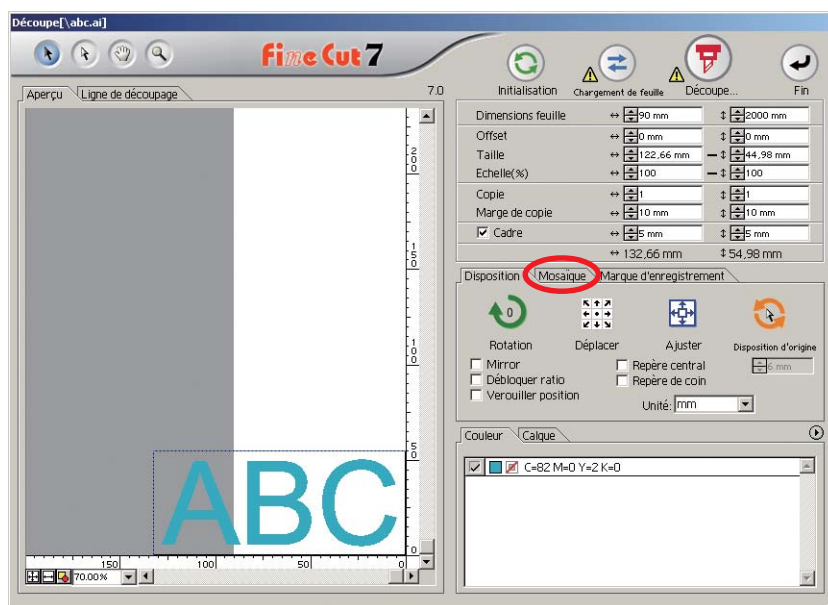 Découpe[\abc.ai]
Fine Cut 7
Initialisation
Chargement de feuille
Découpe...
Fin
Aperçu
Ligne de découpage
7.0
Dimensions feuille 90 mm 2000 mm
Offset 0 mm 0 mm
Taille 122,66 mm 44,98 mm
Echelle(%) 100 100
Copie 1 1
Marge de copie 10 mm 10 mm
Cadre 5 mm 5 mm
132,66 mm 54,98 mm
Disposition Mosaïque Marque d'enregistrement
0
Rotation Déplacer Ajuster Disposition d'origine
Mirror Repère central 6 mm
Débloquer ratio Repère de coin
Verouiller position
Unité: mm
Couleur Calque
C=82 M=0 Y=2 K=0
200
150
100
50
0
ABC
150 100 50 0
70.00%